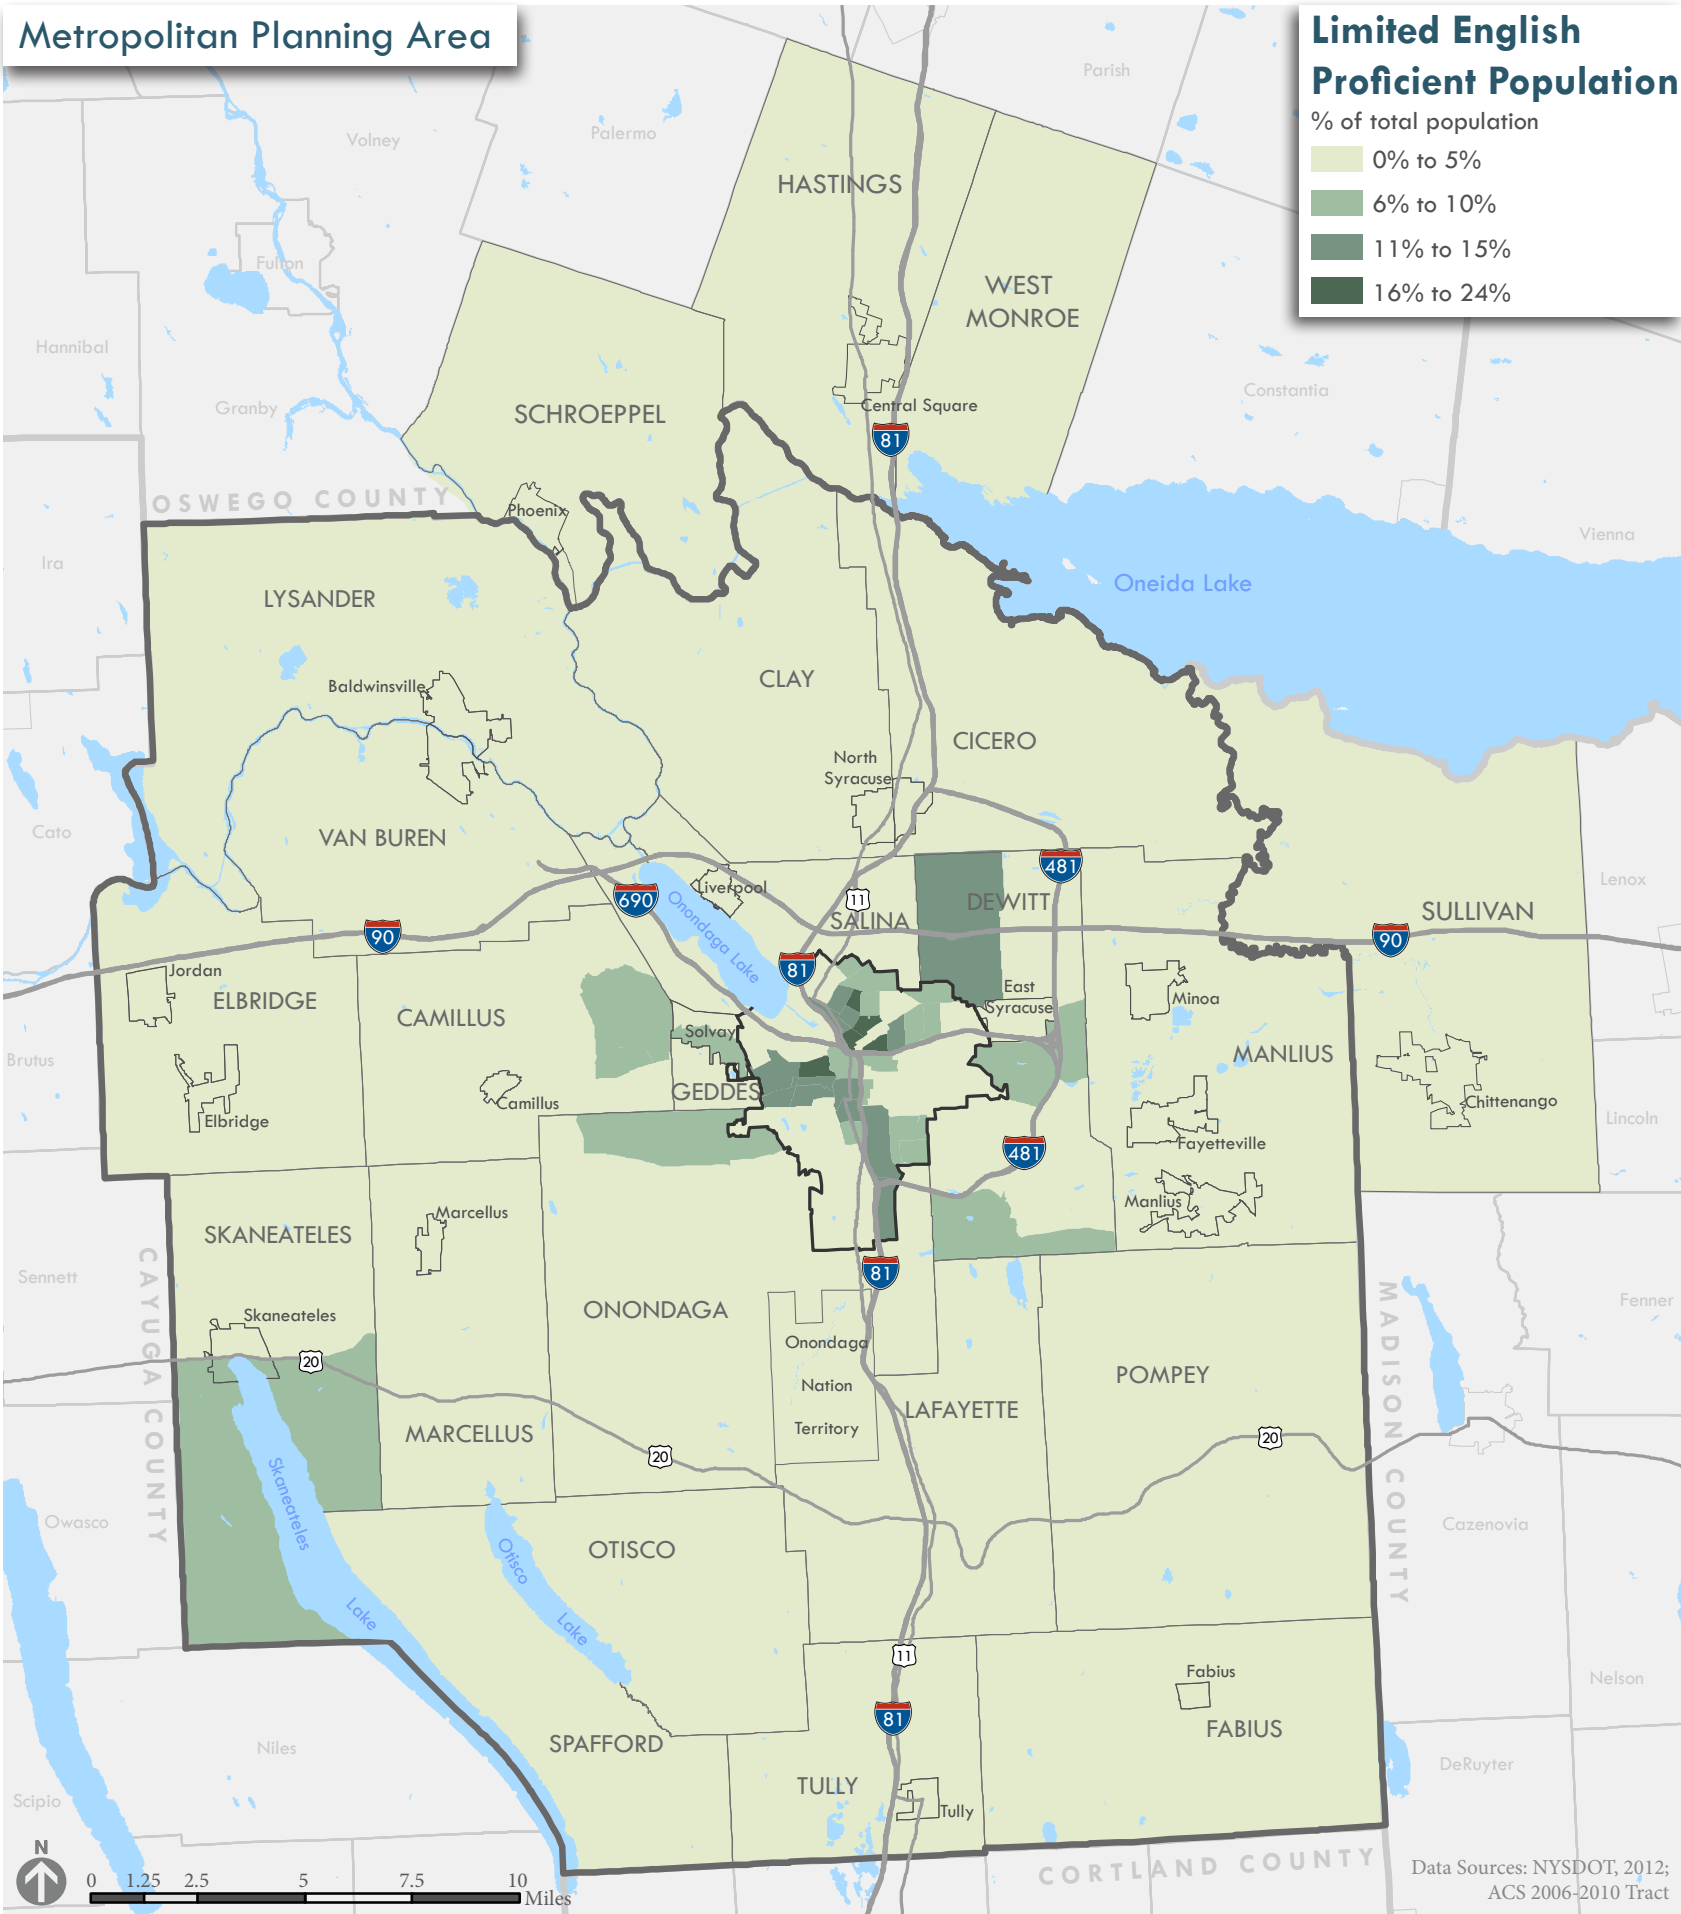 Metropolitan Planning Area
Limited English
Proficient Population
% of total population
0% to 5%
6% to 10%
11% to 15%
16% to 24%
Parish
Volney
Palermo
HASTINGS
Fulton
WEST
MONROE
Hannibal
Granby
Constantia
SCHROEPPEL
Central Square
81
OSWEGO COUNTY
Phoenix
Vienna
Ira
Oneida Lake
LYSANDER
CLAY
Baldwinsville
CICERO
North
Syracuse
Cato
VAN BUREN
481
Lenox
Liverpool
690
11
DEWITT
SALINA
SULLIVAN
90
90
Onondaga Lake
81
Jordan
ELBRIDGE
East
Syracuse
Minoa
CAMILLUS
Solvay
Brutus
MANLIUS
GEDDES
Camillus
Elbridge
Chittenango
Lincoln
Fayetteville
481
Manlius
Marcellus
SKANEATELES
CAYUGA COUNTY
Sennett
81
MADISON COUNTY
Fenner
ONONDAGA
Skaneateles
Onondaga
Nation
Territory
20
POMPEY
LAFAYETTE
MARCELLUS
20
20
Skaneateles
Lake
Owasco
Cazenovia
OTISCO
Otisco
Lake
11
Fabius
Nelson
81
FABIUS
SPAFFORD
Niles
DeRuyter
TULLY
Tully
Scipio
N
0 1.25 2.5 5 7.5 10
Miles
CORTLAND COUNTY
Data Sources: NYSDOT, 2012;
ACS 2006-2010 Tract